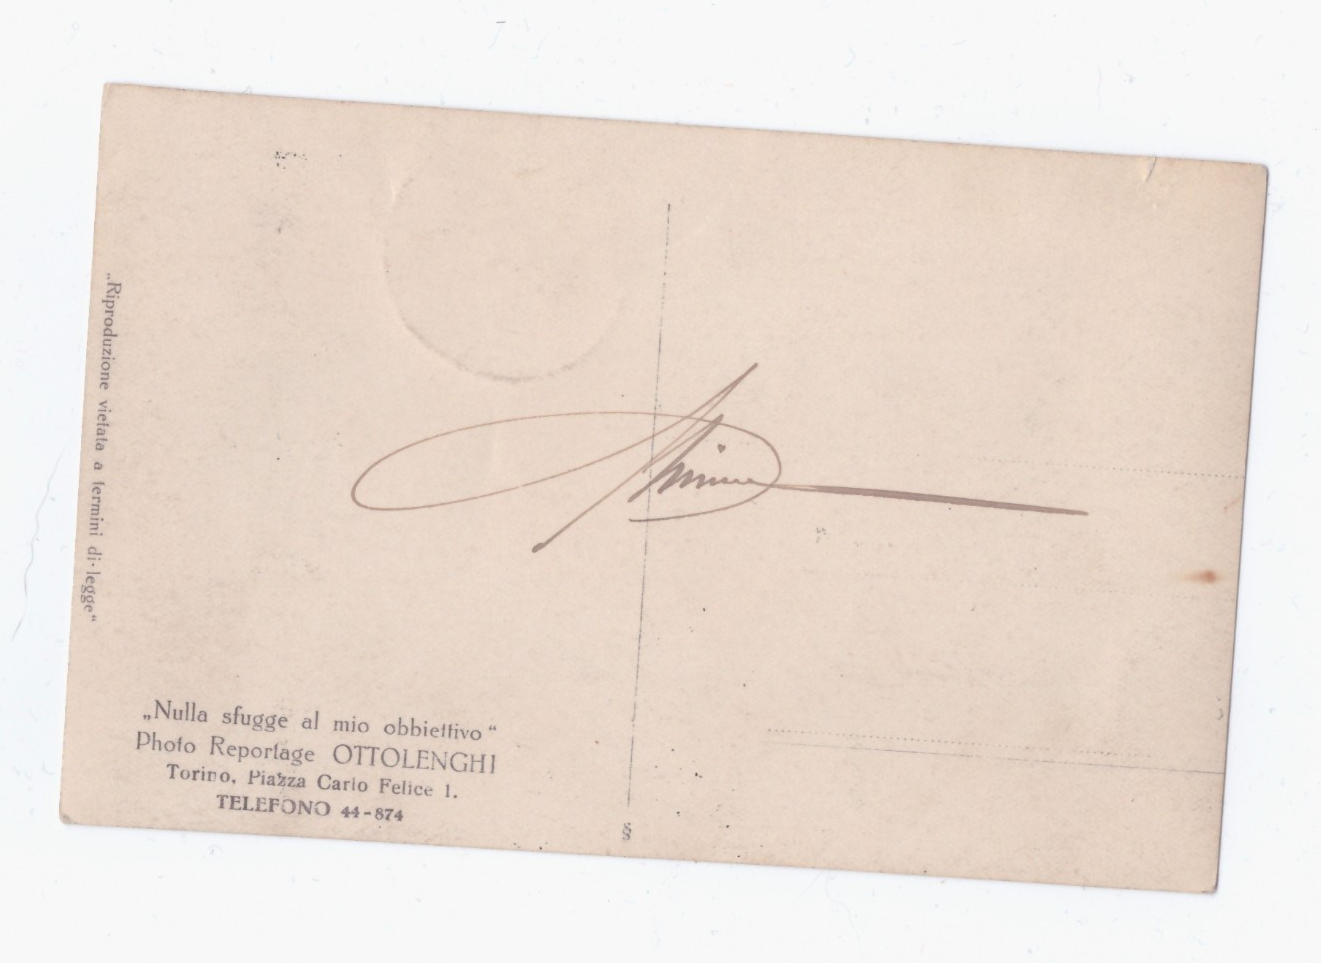 „Riproduzione vietata a termini di legge“
„Nulla sfugge al mio obbiettivo“
Photo Reportage OTTOLENGHI
Torino, Piazza Carlo Felice 1.
TELEFONO 44-874
§